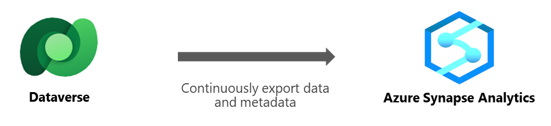 Dataverse
Continuously export data
and metadata
Azure Synapse Analytics